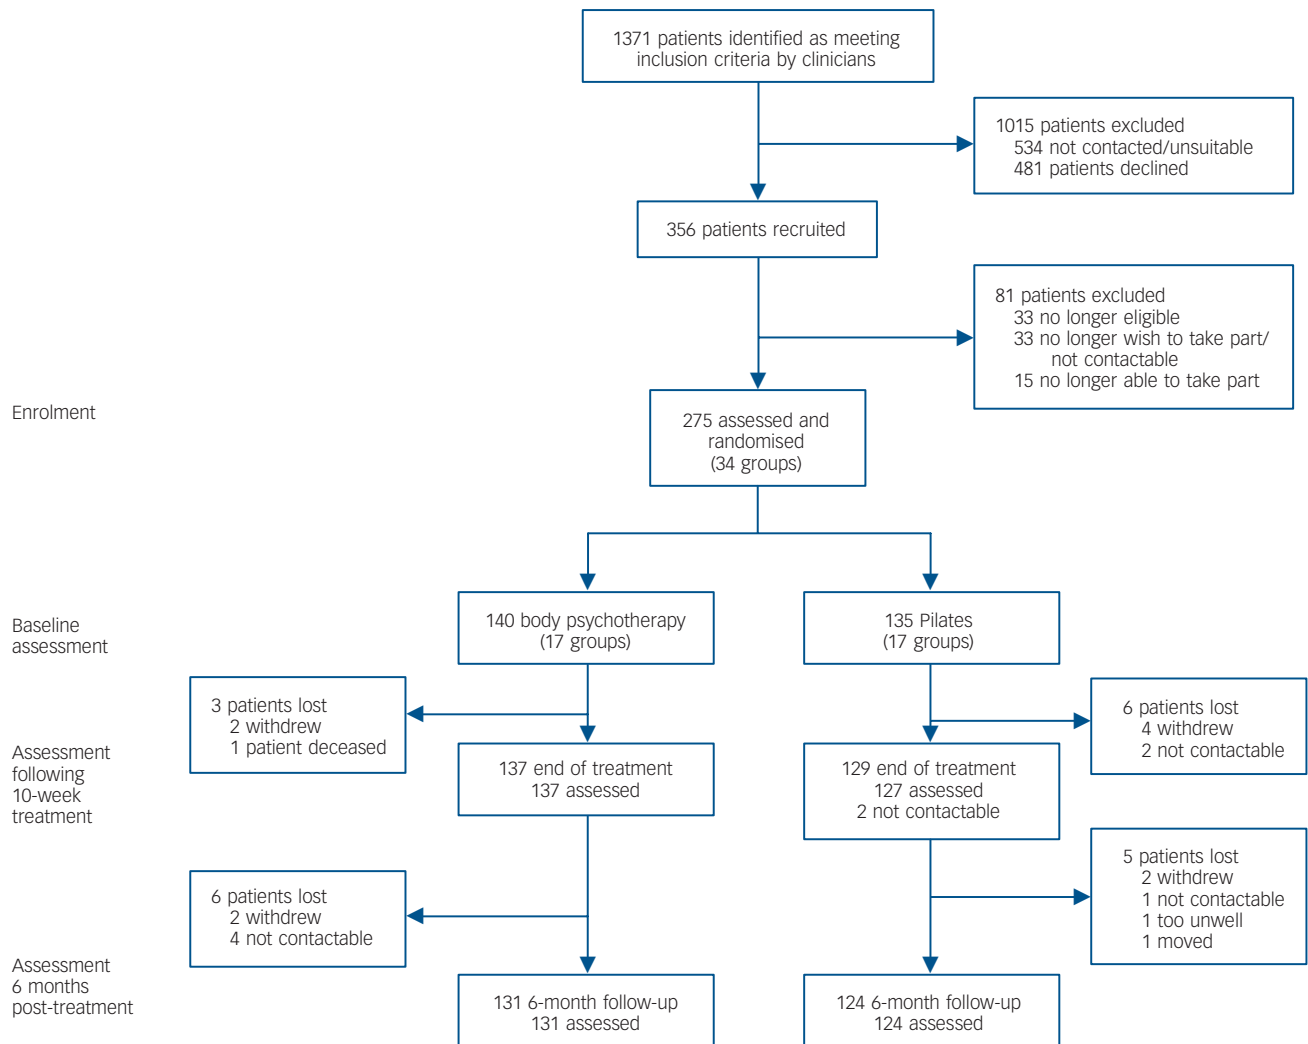 1371 patients identified as meeting
inclusion criteria by clinicians
1015 patients excluded
534 not contacted/unsuitable
481 patients declined
356 patients recruited
81 patients excluded
33 no longer eligible
33 no longer wish to take part/
not contactable
15 no longer able to take part
Enrolment
275 assessed and
randomised
(34 groups)
Baseline
assessment
140 body psychotherapy
(17 groups)
135 Pilates
(17 groups)
3 patients lost
2 withdrew
1 patient deceased
6 patients lost
4 withdrew
2 not contactable
Assessment
following
10-week
treatment
137 end of treatment
137 assessed
129 end of treatment
127 assessed
2 not contactable
6 patients lost
2 withdrew
4 not contactable
5 patients lost
2 withdrew
1 not contactable
1 too unwell
1 moved
Assessment
6 months
post-treatment
131 6-month follow-up
131 assessed
124 6-month follow-up
124 assessed